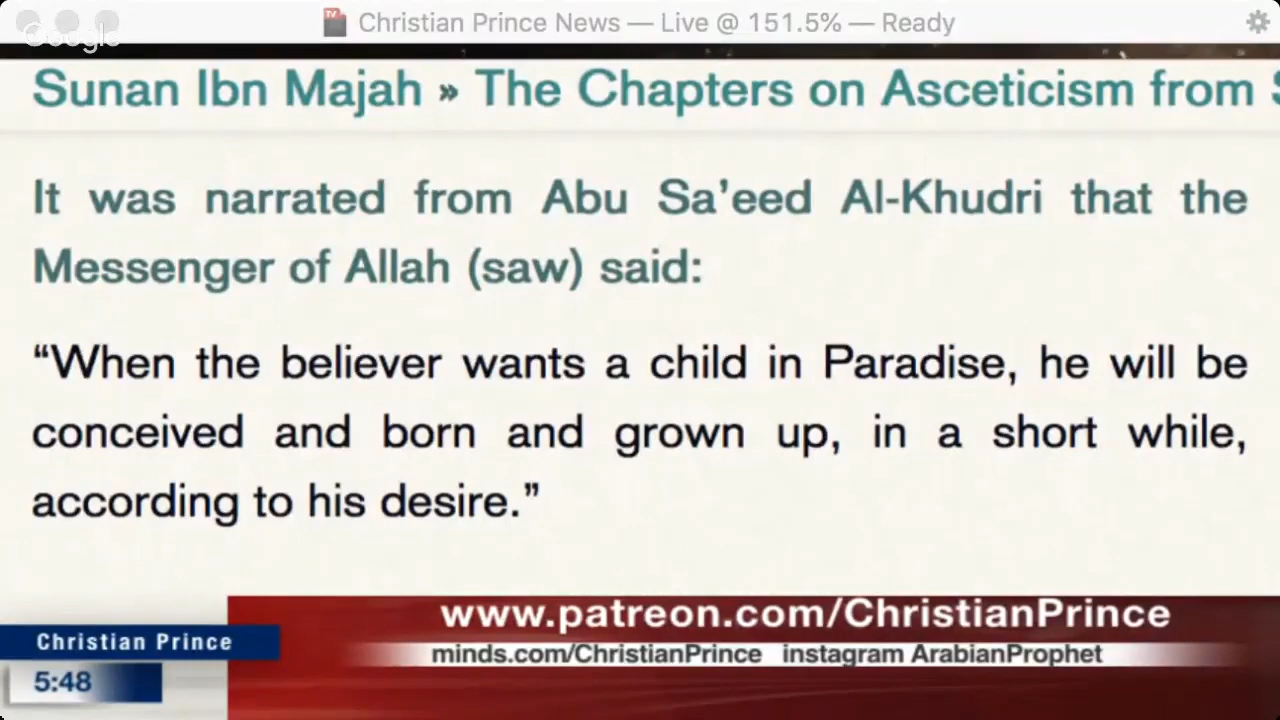 Christian Prince News — Live @ 151.5% — Ready
Google
Sunan Ibn Majah » The Chapters on Asceticism from
It was narrated from Abu Sa’eed Al-Khudri that the
Messenger of Allah (saw) said:
“When the believer wants a child in Paradise, he will be
conceived and born and grown up, in a short while,
according to his desire.”
www.patreon.com/ChristianPrince
Christian Prince
minds.com/ChristianPrince instagram ArabianProphet
5:48